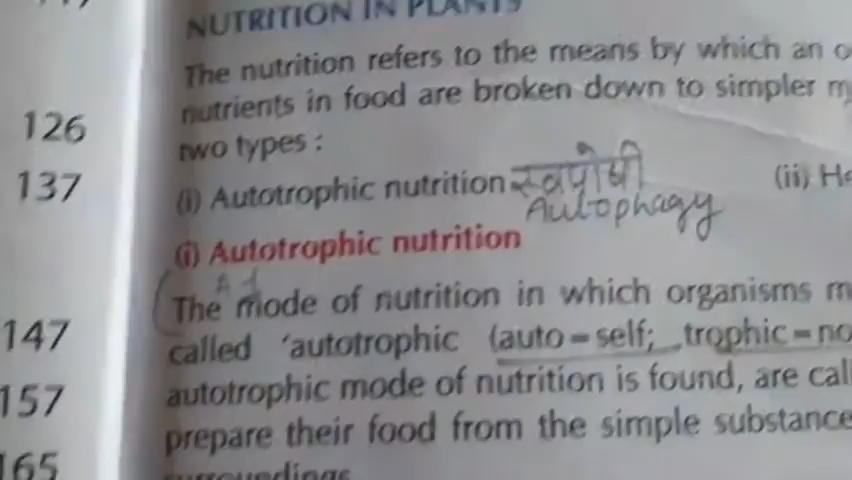 126
137
147
157
165
NUTRITION IN PLANTS
The nutrition refers to the means by which an o
nutrients in food are broken down to simpler m
two types :
(i) Autotrophic nutrition स्वपोषी (ii) He
Autophagy
(i) Autotrophic nutrition
The mode of nutrition in which organisms m
called 'autotrophic (auto = self; trophic = no
autotrophic mode of nutrition is found, are call
prepare their food from the simple substance
surroundings